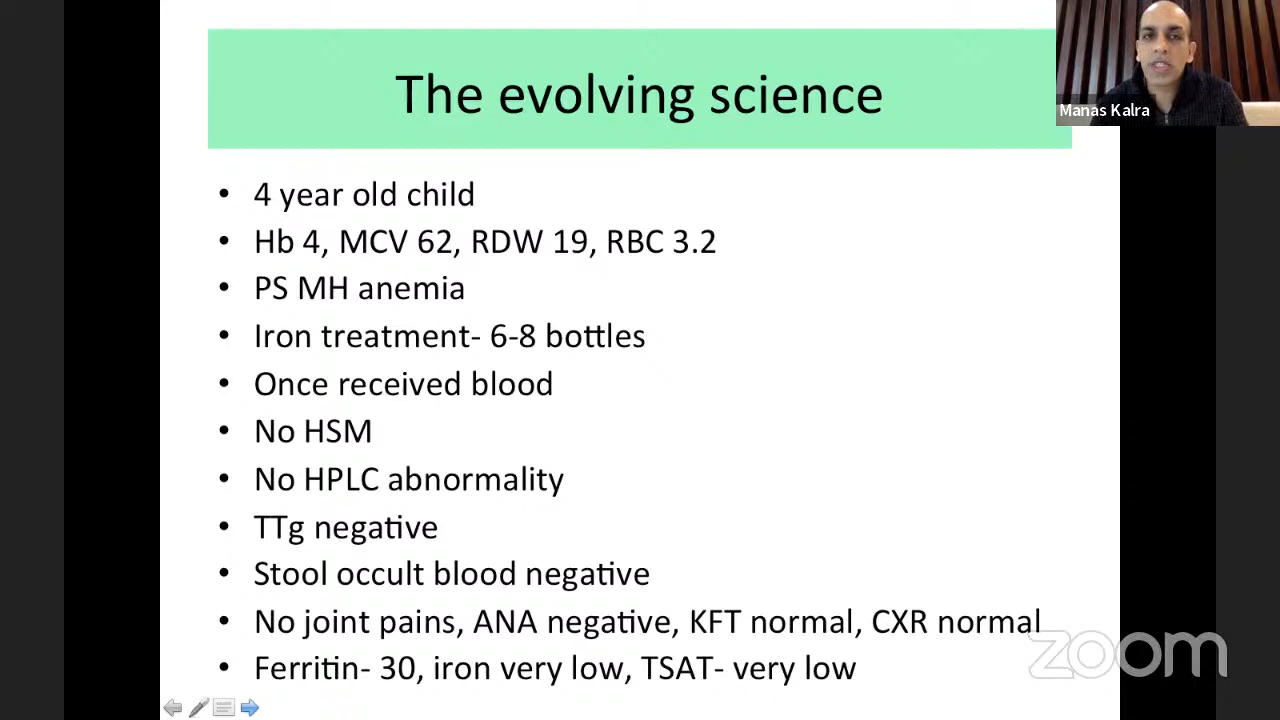 The evolving science
Manas Kalra
• 4 year old child
• Hb 4, MCV 62, RDW 19, RBC 3.2
• PS MH anemia
• Iron treatment- 6-8 bottles
• Once received blood
• No HSM
• No HPLC abnormality
• TTg negative
• Stool occult blood negative
• No joint pains, ANA negative, KFT normal, CXR normal
• Ferritin- 30, iron very low, TSAT- very low
zoom